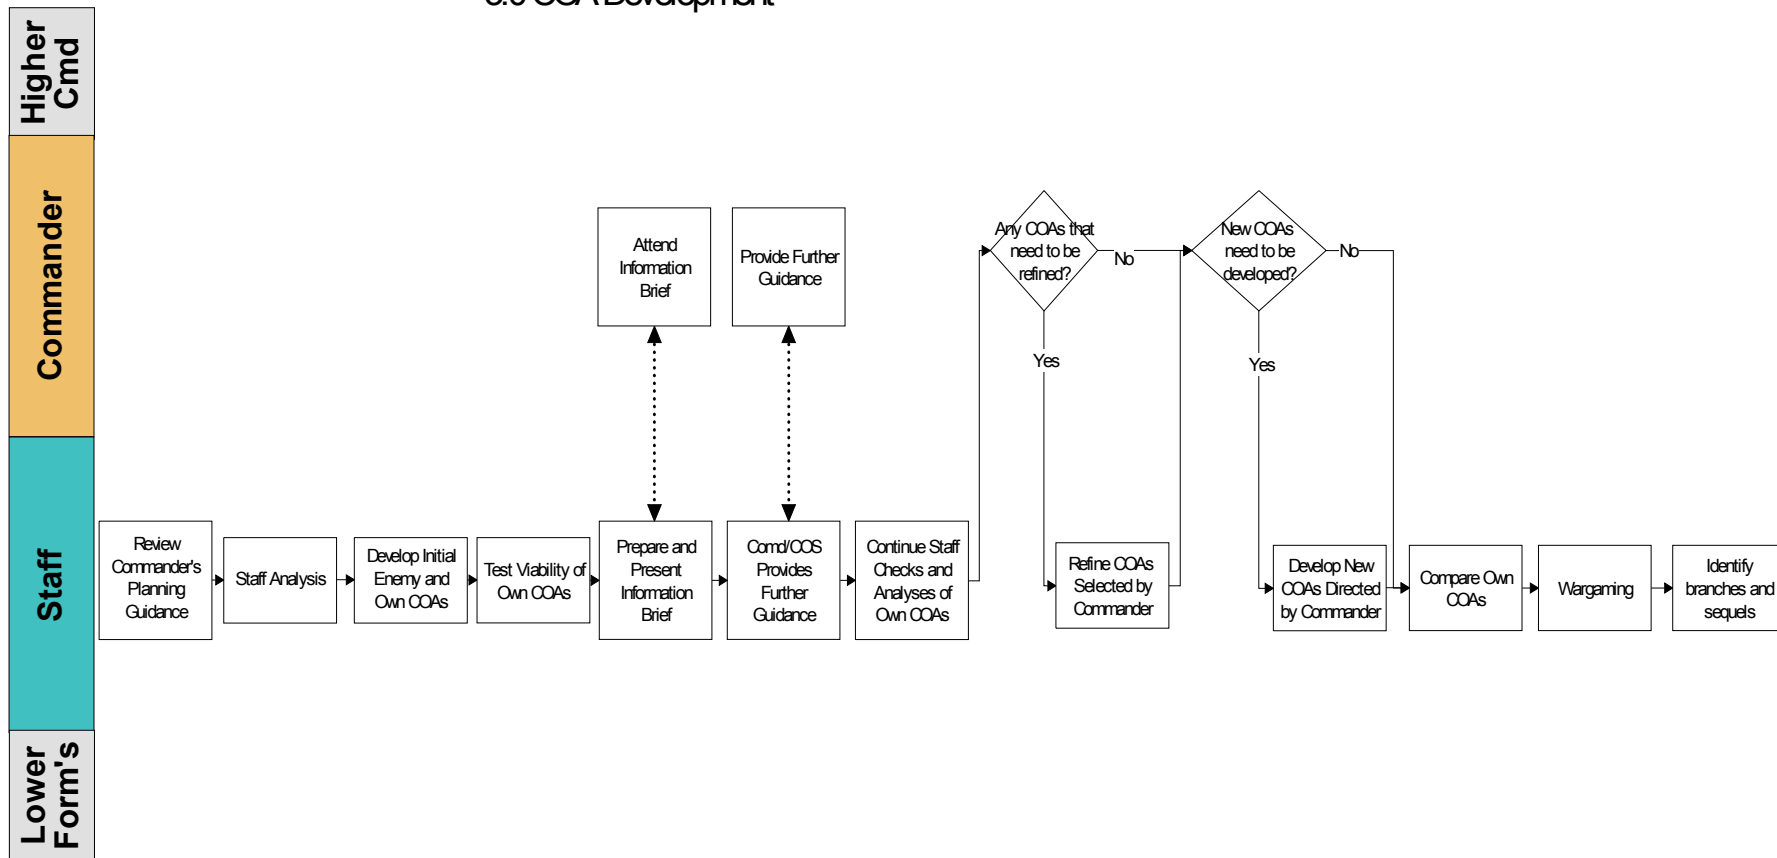 COA Development
Higher
Cmd
Commander
Staff
Lower
Form's
Attend
Information
Brief
Provide Further
Guidance
Any COAs that
need to be
refined?
No
Yes
New COAs
need to be
developed?
No
Yes
Review
Commander's
Planning
Guidance
Staff Analysis
Develop Initial
Enemy and
Own COAs
Test Viability of
Own COAs
Prepare and
Present
Information
Brief
Comd/COS
Provides
Further
Guidance
Continue Staff
Checks and
Analyses of
Own COAs
Refine COAs
Selected by
Commander
Develop New
COAs Directed
by Commander
Compare Own
COAs
Wargaming
Identify
branches and
sequels